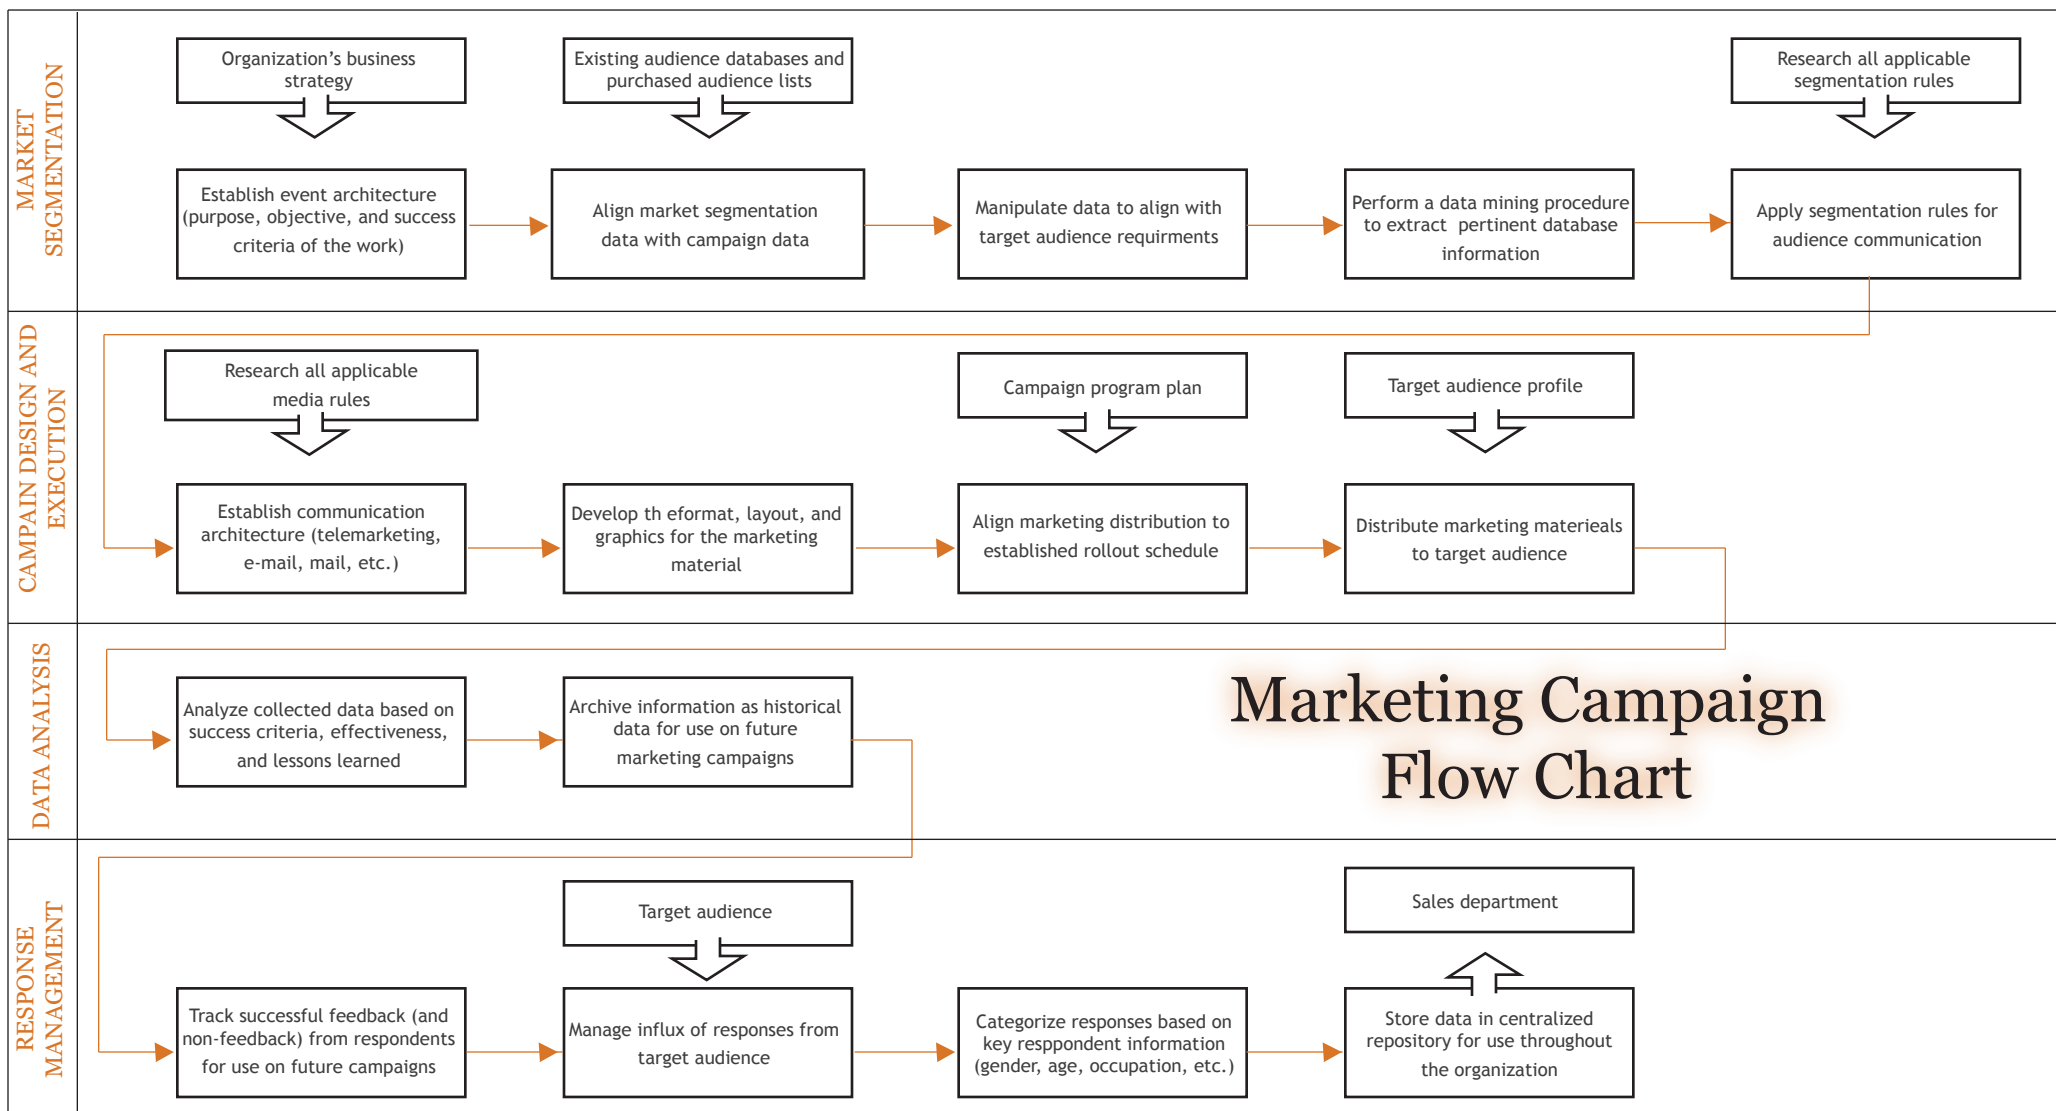 MARKET
SEGMENTATION
Organization’s business
strategy
Existing audience databases and
purchased audience lists
Research all applicable
segmentation rules
Establish event architecture
(purpose, objective, and success
criteria of the work)
Align market segmentation
data with campaign data
Manipulate data to align with
target audience requirments
Perform a data mining procedure
to extract pertinent database
information
Apply segmentation rules for
audience communication
CAMPAIN DESIGN AND
EXECUTION
Research all applicable
media rules
Campaign program plan
Target audience profile
Establish communication
architecture (telemarketing,
e-mail, mail, etc.)
Develop th eformat, layout, and
graphics for the marketing
material
Align marketing distribution to
established rollout schedule
Distribute marketing materieals
to target audience
DATA ANALYSIS
Analyze collected data based on
success criteria, effectiveness,
and lessons learned
Archive information as historical
data for use on future
marketing campaigns
Marketing Campaign
Flow Chart
RESPONSE
MANAGEMENT
Target audience
Sales department
Track successful feedback (and
non-feedback) from respondents
for use on future campaigns
Manage influx of responses from
target audience
Categorize responses based on
key resppondent information
(gender, age, occupation, etc.)
Store data in centralized
repository for use throughout
the organization